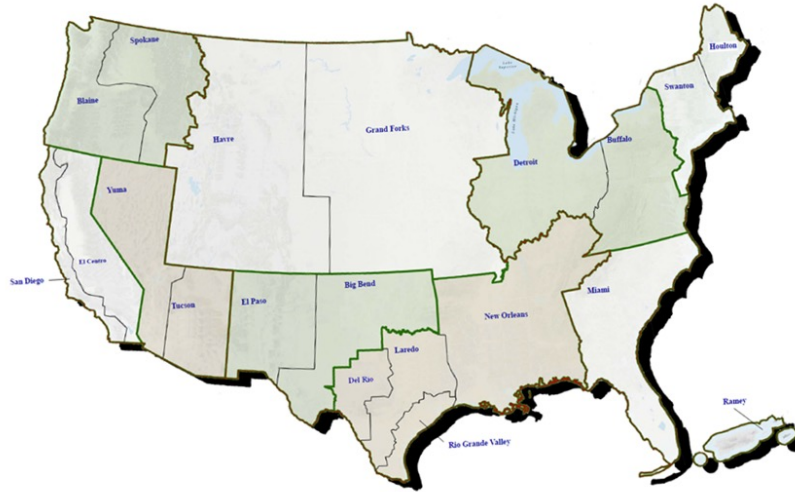 Houlton
Spokane
Swanton
Blaine
Havre
Grand Forks
Buffalo
Detroit
Yuma
El Centro
San Diego
Big Bend
Miami
Tucson
El Paso
New Orleans
Laredo
Del Rio
Ramey
Rio Grande Valley